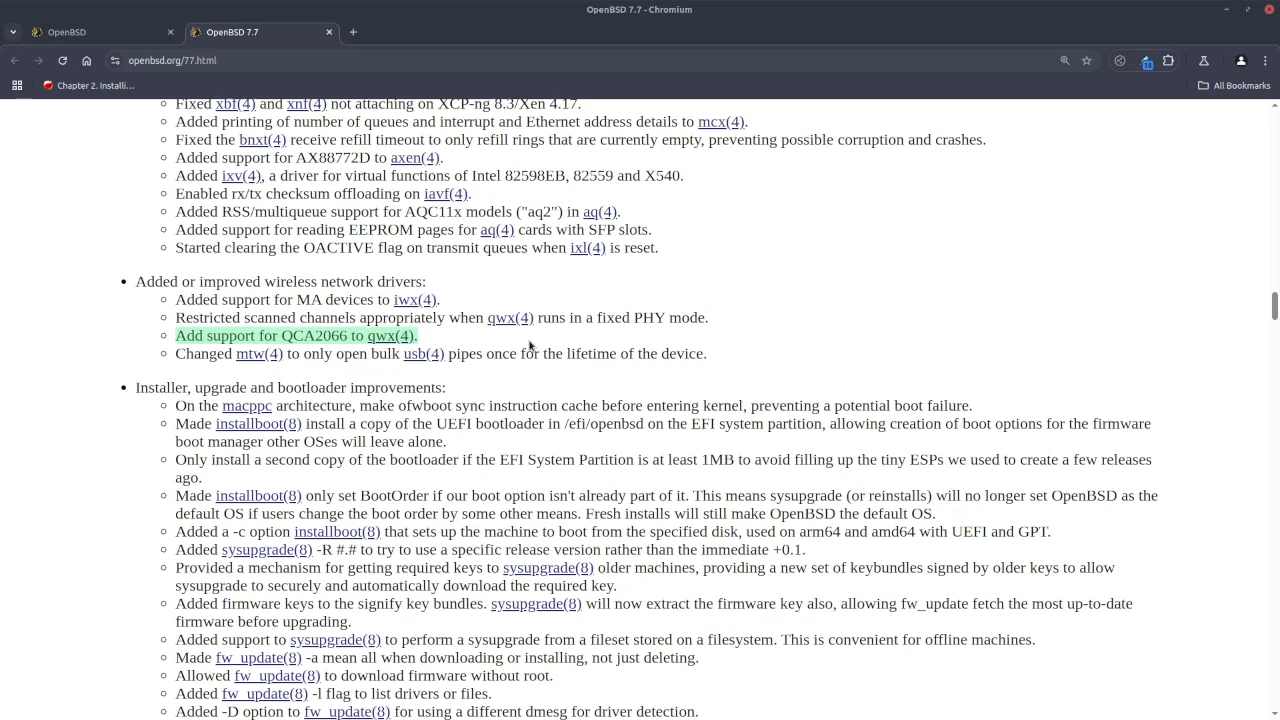 OpenBSD 7.7 - Chromium
OpenBSD
OpenBSD 7.7
openbsd.org/77.html
18
Chapter 2. Installi...
All Bookmarks
Fixed xbf(4) and xnf(4) not attaching on XCP-ng 8.3/Xen 4.17.
Added printing of number of queues and interrupt and Ethernet address details to mcx(4).
Fixed the bnxt(4) receive refill timeout to only refill rings that are currently empty, preventing possible corruption and crashes.
Added support for AX88772D to axen(4).
Added ixv(4), a driver for virtual functions of Intel 82598EB, 82559 and X540.
Enabled rx/tx checksum offloading on iavf(4).
Added RSS/multiqueue support for AQC11x models ("aq2") in aq(4).
Added support for reading EEPROM pages for aq(4) cards with SFP slots.
Started clearing the OACTIVE flag on transmit queues when ixl(4) is reset.
Added or improved wireless network drivers:
Added support for MA devices to iwx(4).
Restricted scanned channels appropriately when qwx(4) runs in a fixed PHY mode.
Add support for QCA2066 to qwx(4).
Changed mtw(4) to only open bulk usb(4) pipes once for the lifetime of the device.
Installer, upgrade and bootloader improvements:
On the macppc architecture, make ofwboot sync instruction cache before entering kernel, preventing a potential boot failure.
Made installboot(8) install a copy of the UEFI bootloader in /efi/openbsd on the EFI system partition, allowing creation of boot options for the firmware
boot manager other OSes will leave alone.
Only install a second copy of the bootloader if the EFI System Partition is at least 1MB to avoid filling up the tiny ESPs we used to create a few releases
ago.
Made installboot(8) only set BootOrder if our boot option isn't already part of it. This means sysupgrade (or reinstalls) will no longer set OpenBSD as the
default OS if users change the boot order by some other means. Fresh installs will still make OpenBSD the default OS.
Added a -c option installboot(8) that sets up the machine to boot from the specified disk, used on arm64 and amd64 with UEFI and GPT.
Added sysupgrade(8) -R #.# to try to use a specific release version rather than the immediate +0.1.
Provided a mechanism for getting required keys to sysupgrade(8) older machines, providing a new set of keybundles signed by older keys to allow
sysupgrade to securely and automatically download the required key.
Added firmware keys to the signify key bundles. sysupgrade(8) will now extract the firmware key also, allowing fw_update fetch the most up-to-date
firmware before upgrading.
Added support to sysupgrade(8) to perform a sysupgrade from a fileset stored on a filesystem. This is convenient for offline machines.
Made fw_update(8) -a mean all when downloading or installing, not just deleting.
Allowed fw_update(8) to download firmware without root.
Added fw_update(8) -l flag to list drivers or files.
Added -D option to fw_update(8) for using a different dmesg for driver detection.